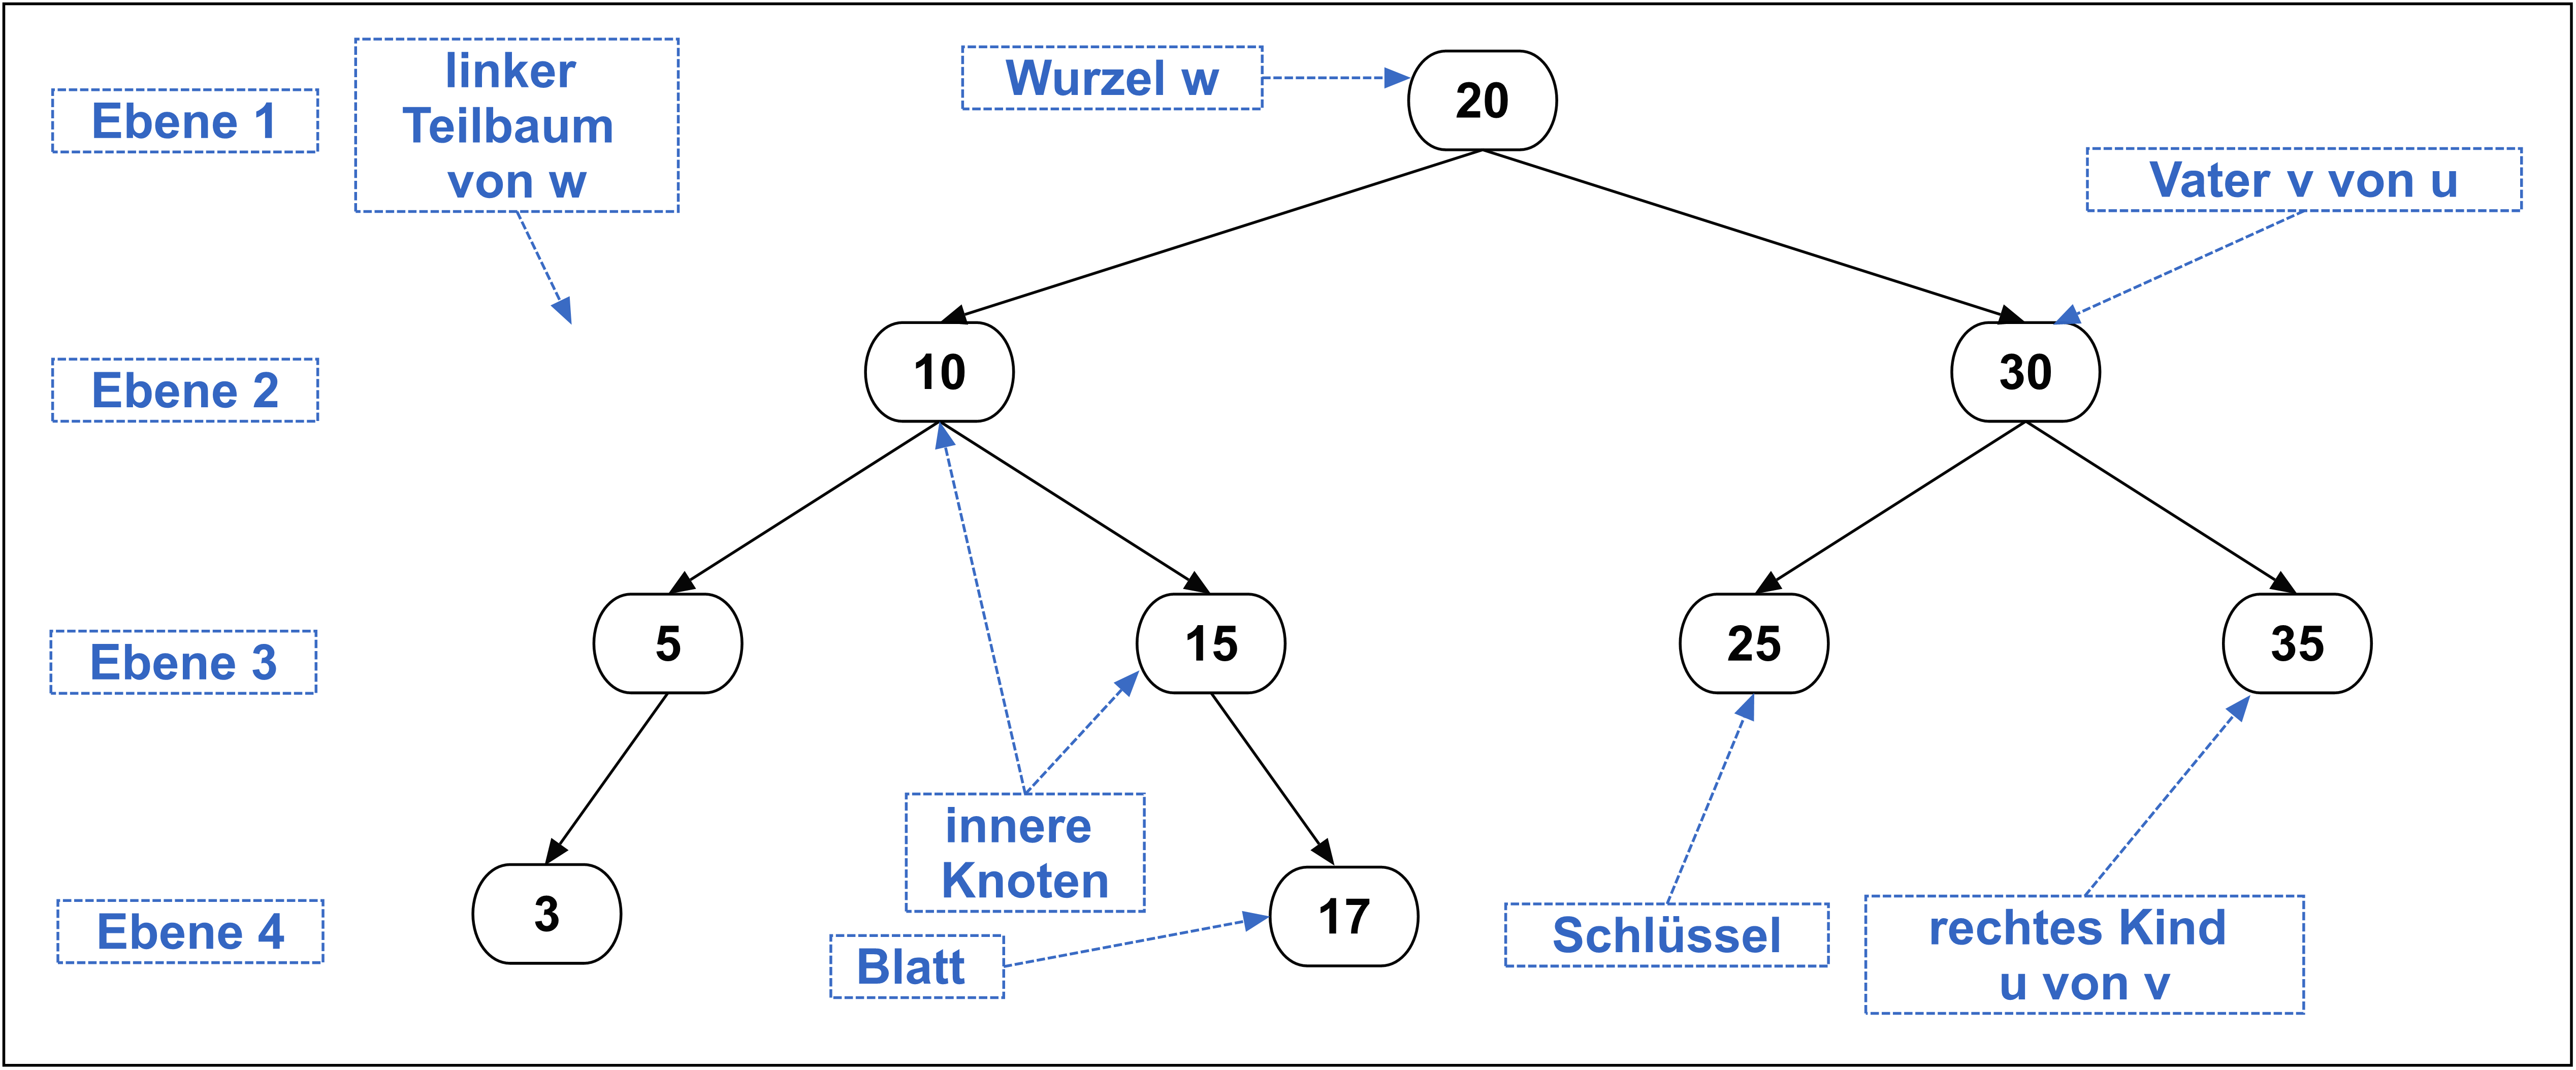 linker
Teilbaum
von w
Wurzel w
20
Ebene 1
Vater v von u
10
30
Ebene 2
5
15
25
35
Ebene 3
innere
Knoten
3
17
Ebene 4
Blatt
Schlüssel
rechtes Kind
u von v